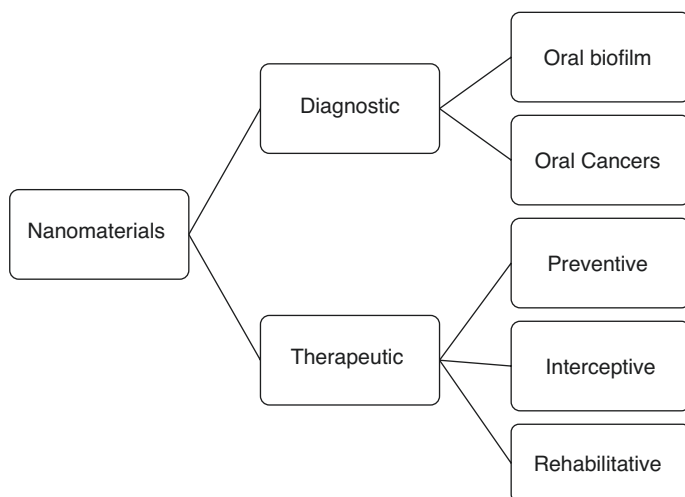 Nanomaterials
Diagnostic
Oral biofilm
Oral Cancers
Therapeutic
Preventive
Interceptive
Rehabilitative